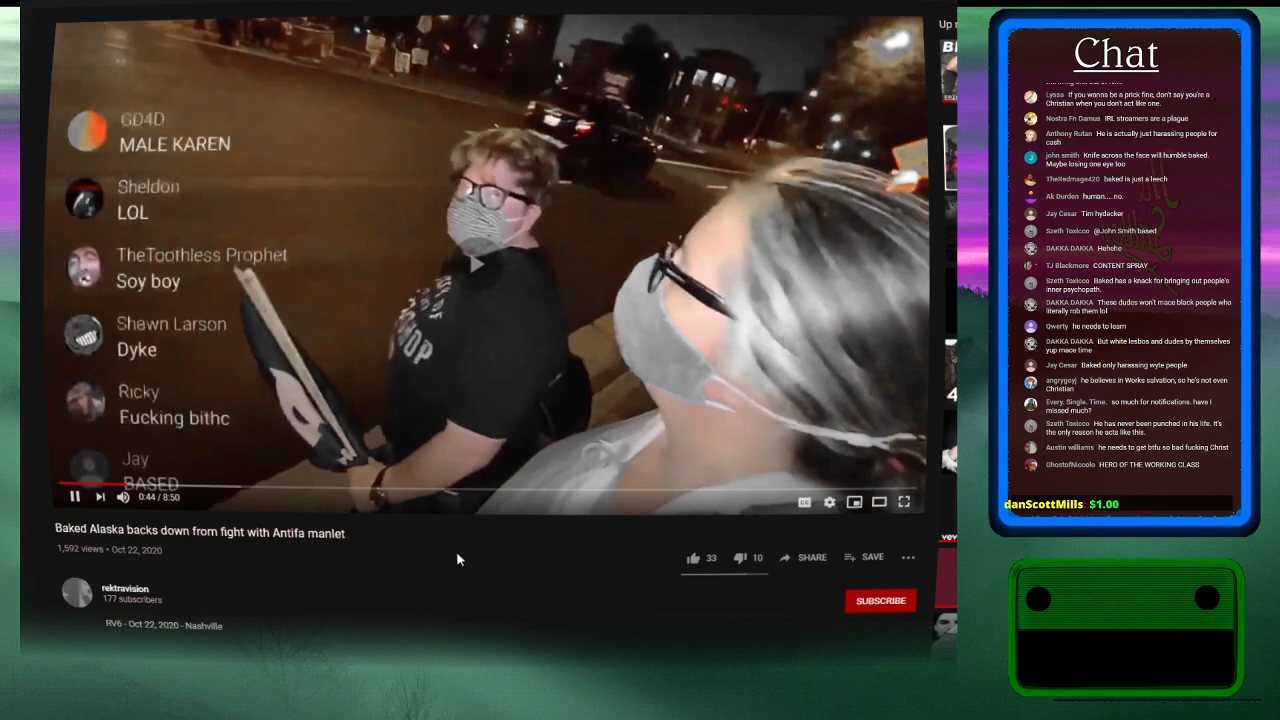 GD4D
MALE KAREN
Sheldon
LOL
TheToothless Prophet
Soy boy
Shawn Larson
Dyke
Ricky
Fucking bithc
Jay
BASED
0:44 / 8:50
Baked Alaska backs down from fight with Antifa manlet
1,592 views • Oct 22, 2020
33
10
SHARE
SAVE
rektravision
177 subscribers
SUBSCRIBE
RV6 - Oct 22, 2020 - Nashville
Chat
Lyssa If you wanna be a prick fine, don't say you're a
Christian when you don't act like one.
Nostra Fn Damus IRL streamers are a plague
Anthony Rutan He is actually just harassing people for
cash
john smith Knife across the face will humble baked.
Maybe losing one eye too
TheRedmage420 baked is just a leech
Ak Durden human.....no.
Jay Cesar Tim hydecker
Szeth Toxicco @John Smith based
DAKKA DAKKA Hehehe
TJ Blackmore CONTENT SPRAY
Szeth Toxicco Baked has a knack for bringing out people's
inner psychopath.
DAKKA DAKKA These dudes won't mace black people who
literally rob them lol
Qwerty he needs to learn
DAKKA DAKKA But white lesbos and dudes by themselves
yup mace time
Jay Cesar Baked only harassing wyte people
angrygoyj he believes in Works salvation, so he's not even
Christian
Every. Single. Time. so much for notifications. have I
missed much?
Szeth Toxicco He has never been punched in his life. It's
the only reason he acts like this.
Austin williams he needs to get btfu so bad fucking Christ
GhostofNiccolo HERO OF THE WORKING CLASS
danScottMills: $1.00